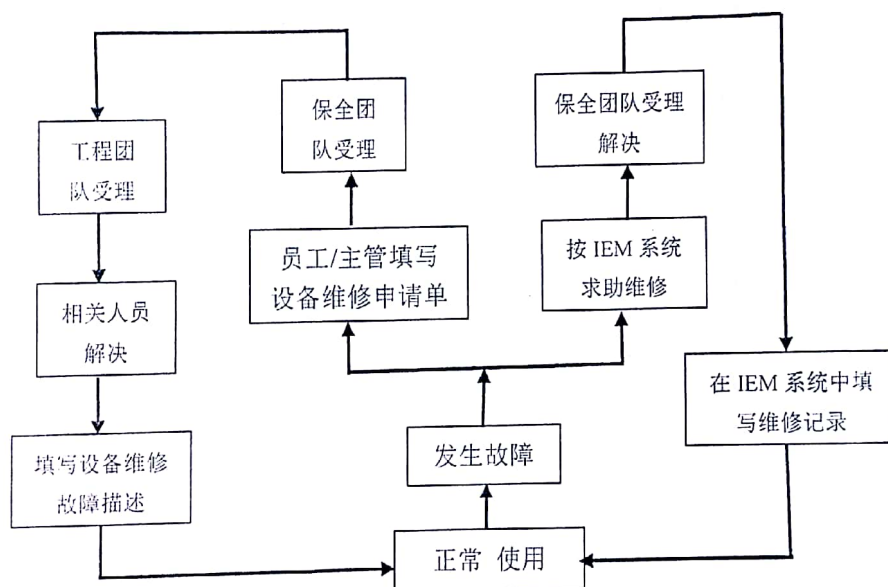 保全团
队受理
保全团队受理
解决
工程团
队受理
员工/主管填写
设备维修申请单
按 IEM 系统
求助维修
相关人员
解决
在 IEM 系统中填
写维修记录
发生故障
填写设备维修
故障描述
正常 使用